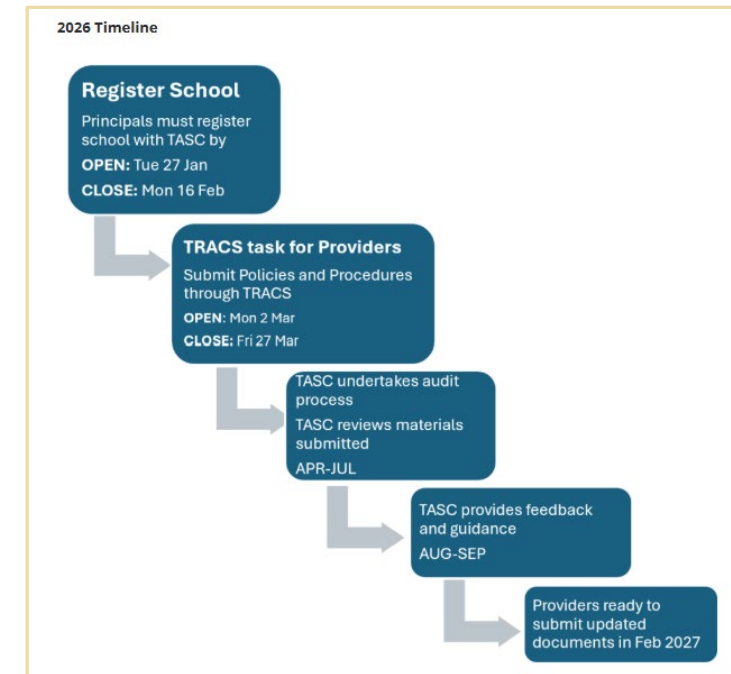 2026 Timeline
Register School
Principals must register
school with TASC by
OPEN: Tue 27 Jan
CLOSE: Mon 16 Feb
TRACS task for Providers
Submit Policies and Procedures
through TRACS
OPEN: Mon 2 Mar
CLOSE: Fri 27 Mar
TASC undertakes audit
process
TASC reviews materials
submitted
APR-JUL
TASC provides feedback
and guidance
AUG-SEP
Providers ready to
submit updated
documents in Feb 2027